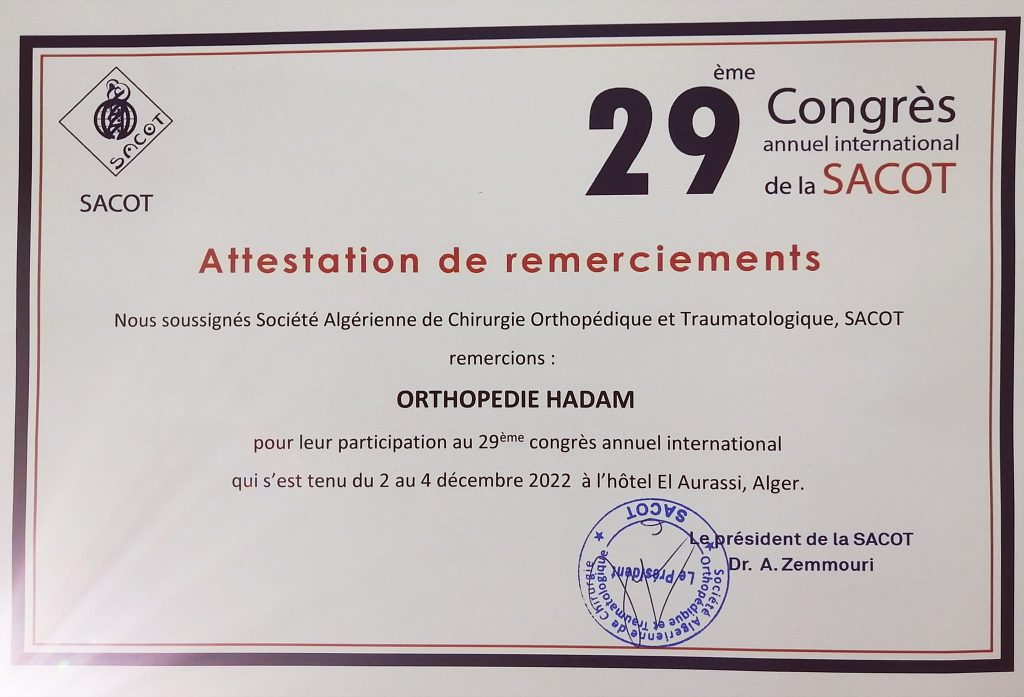 SACOT
SACOT
29ème Congrès
annuel international
de la SACOT
Attestation de remerciements
Nous soussignés Société Algérienne de Chirurgie Orthopédique et Traumatologique, SACOT
remercions :
ORTHOPEDIE HADAM
pour leur participation au 29ème congrès annuel international
qui s'est tenu du 2 au 4 décembre 2022 à l'hôtel El Aurassi, Alger.
Le président de la SACOT
Dr. A. Zemmouri
SACOT
Le Président
Société Algerienne de Chirurgie
Orthopédique et Traumatologique